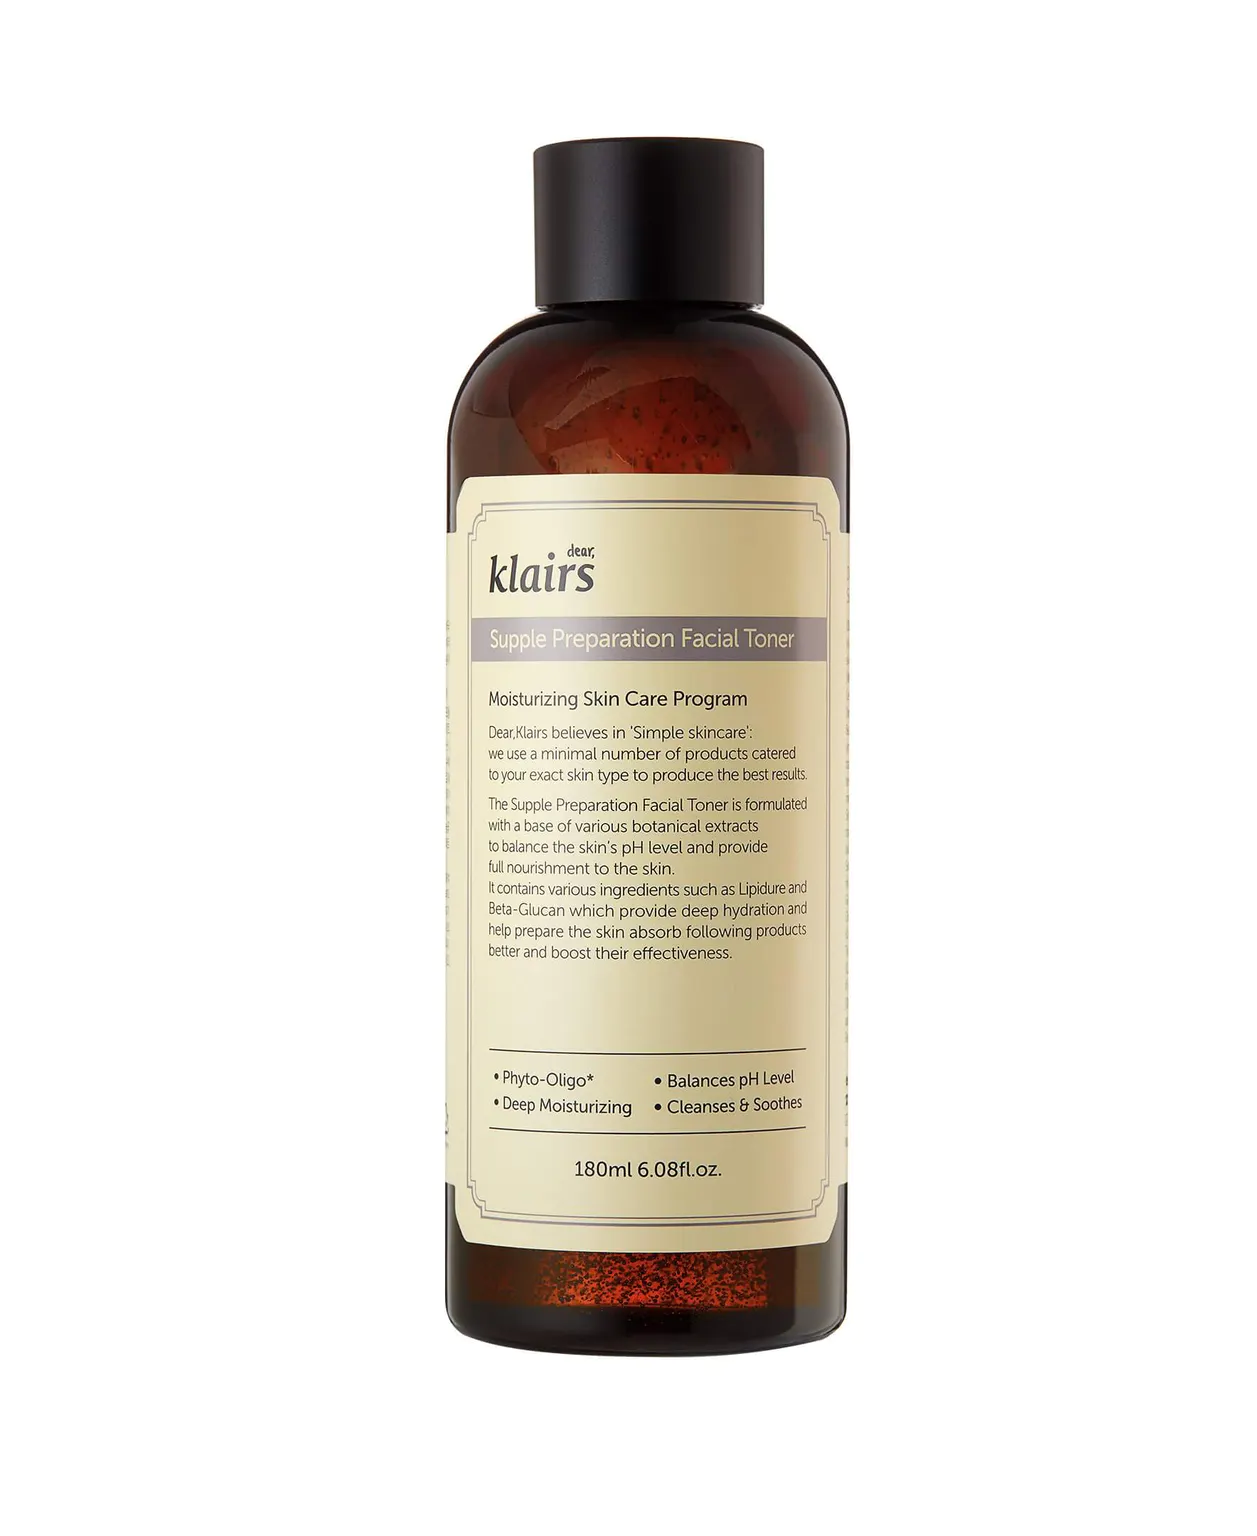 dear,
klairs
Supple Preparation Facial Toner
Moisturizing Skin Care Program
Dear,Klairs believes in 'Simple skincare':
we use a minimal number of products catered
to your exact skin type to produce the best results.
The Supple Preparation Facial Toner is formulated
with a base of various botanical extracts
to balance the skin's pH level and provide
full nourishment to the skin.
It contains various ingredients such as Lipidure and
Beta-Glucan which provide deep hydration and
help prepare the skin absorb following products
better and boost their effectiveness.
• Phyto-Oligo* • Balances pH Level
• Deep Moisturizing • Cleanses & Soothes
180ml 6.08fl.oz.